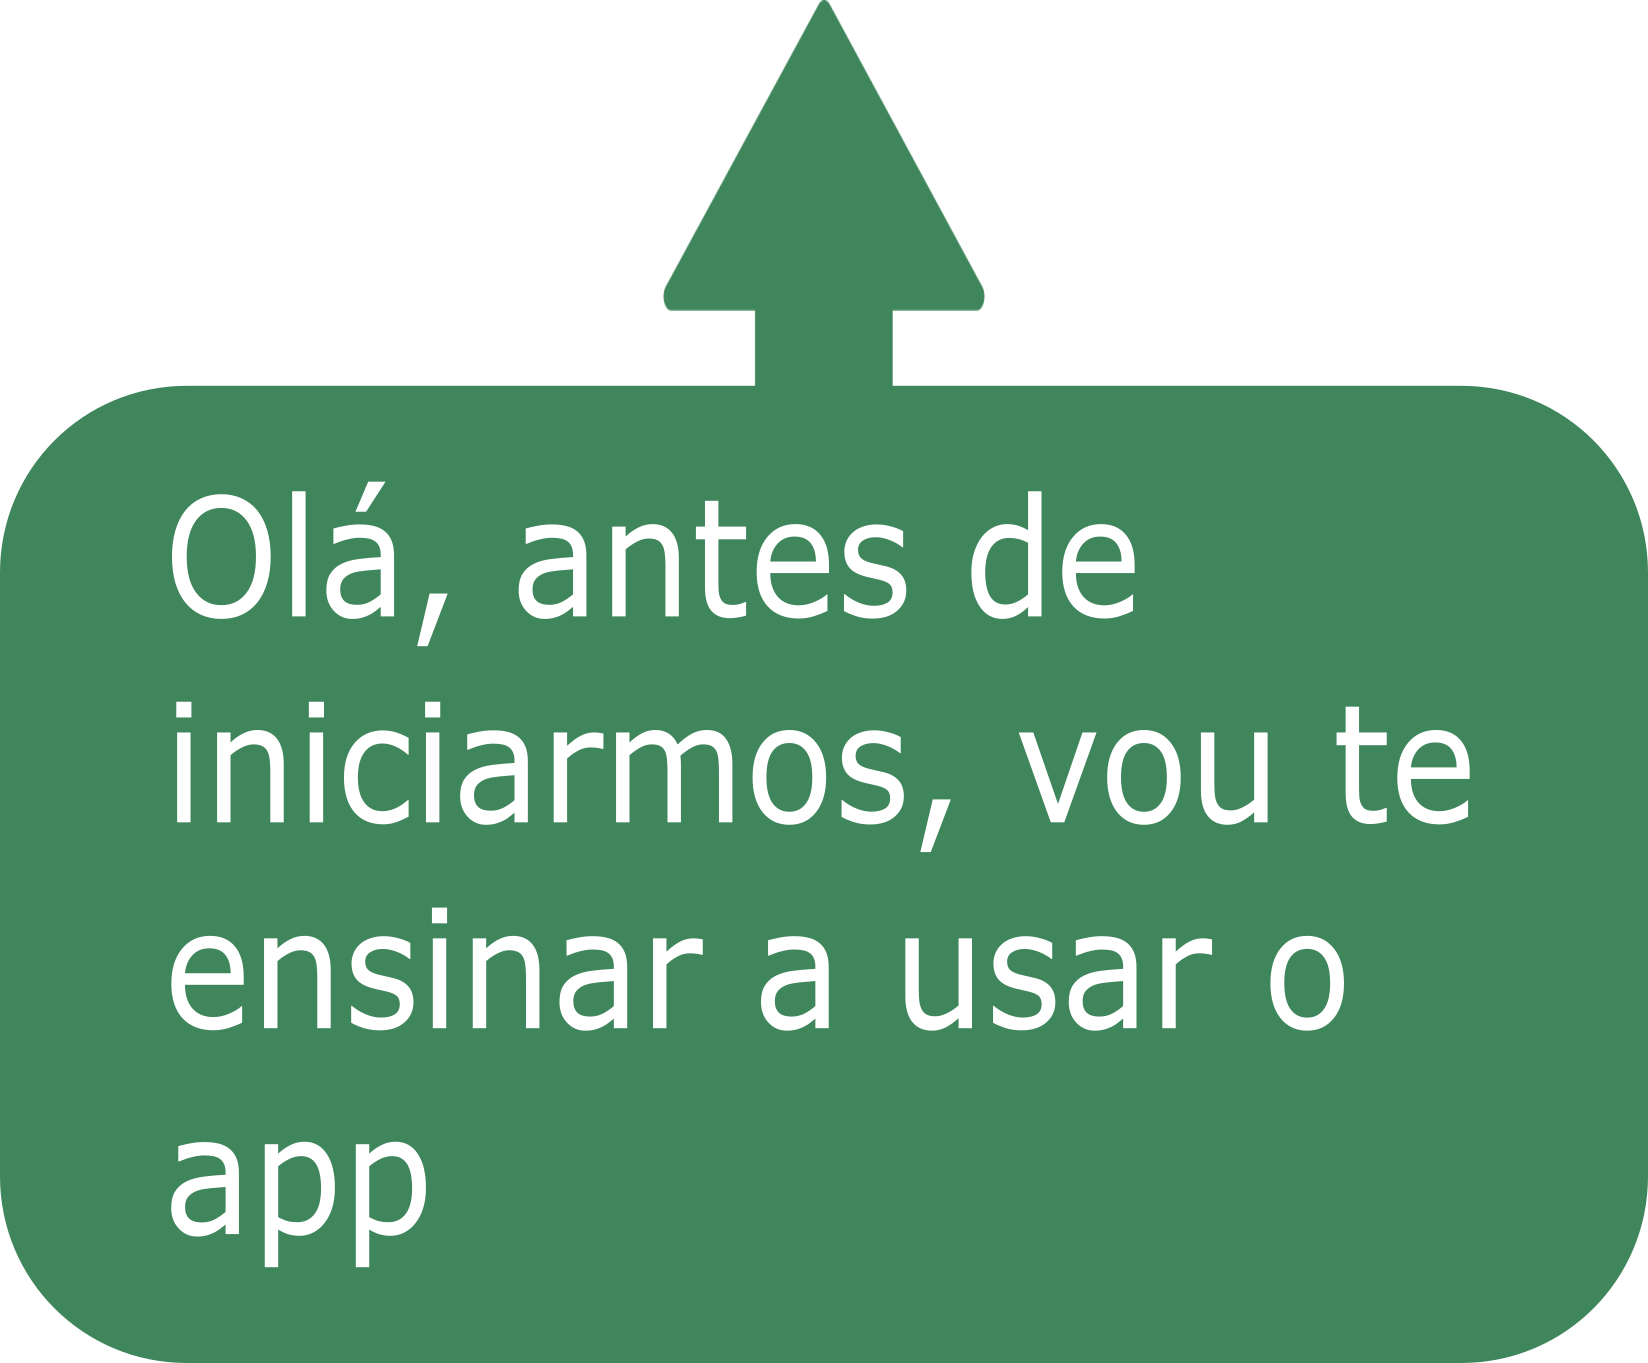 Olá, antes de
iniciarmos, vou te
ensinar a usar o
app